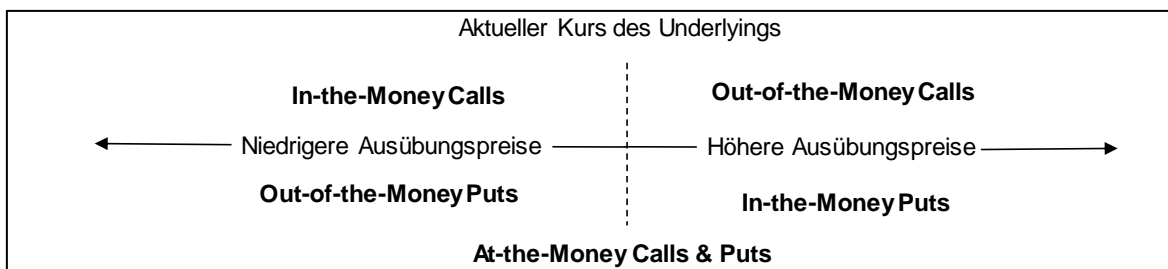 Aktueller Kurs des Underlyings
In-the-Money Calls
Out-of-the-Money Calls
Niedrigere Ausübungspreise
Höhere Ausübungspreise
Out-of-the-Money Puts
In-the-Money Puts
At-the-Money Calls & Puts